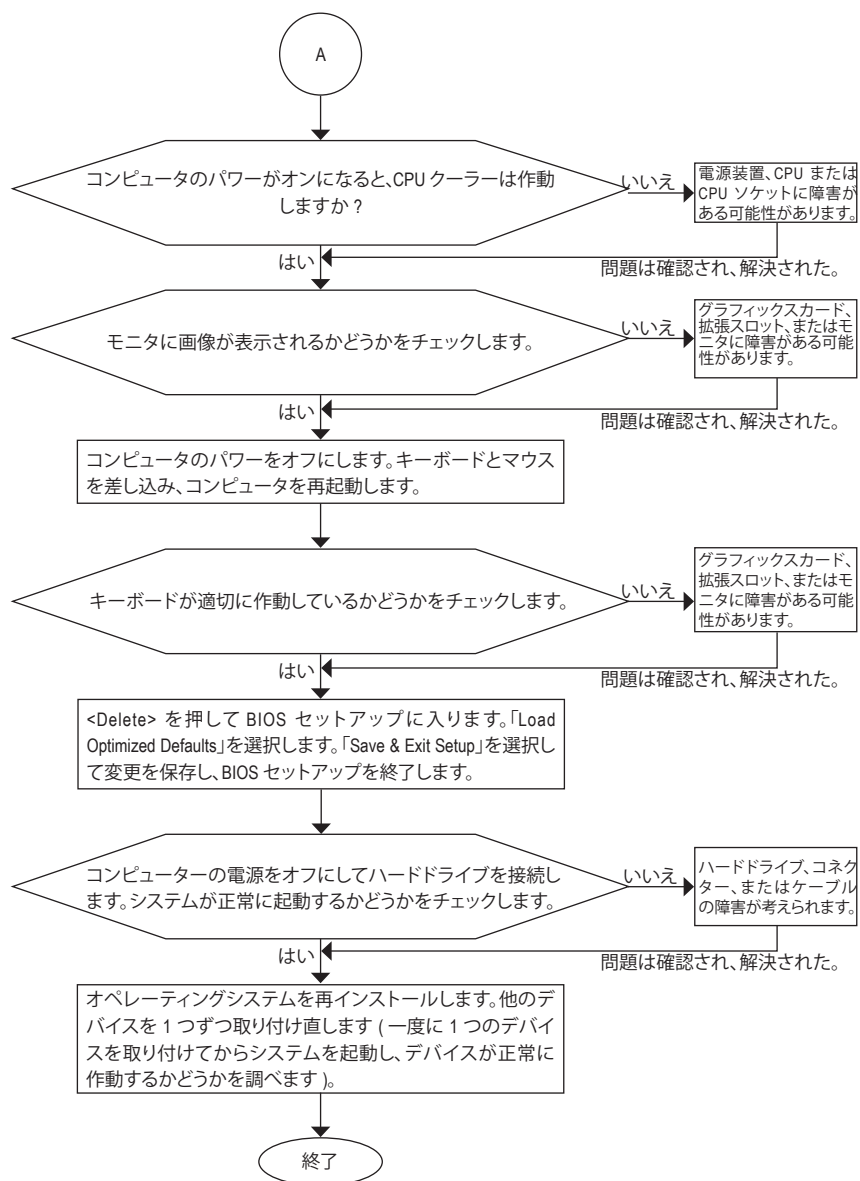 A
コンピュータのパワーがオンになると、CPU クーラーは作動
しますか?
いいえ
電源装置、CPU または
CPU ソケットに障害が
ある可能性があります。
はい
問題は確認され、解決された。
モニタに画像が表示されるかどうかをチェックします。
いいえ
グラフィックスカード、
拡張スロット、またはモ
ニタに障害がある可能
性があります。
はい
問題は確認され、解決された。
コンピュータのパワーをオフにします。キーボードとマウス
を差し込み、コンピュータを再起動します。
キーボードが適切に作動しているかどうかをチェックします。
いいえ
グラフィックスカード、
拡張スロット、またはモ
ニタに障害がある可能
性があります。
はい
問題は確認され、解決された。
<Delete> を押して BIOS セットアップに入ります。「Load
Optimized Defaults」を選択します。「Save & Exit Setup」を選択し
て変更を保存し、BIOS セットアップを終了します。
コンピューターの電源をオフにしてハードドライブを接続し
ます。システムが正常に起動するかどうかをチェックします。
いいえ
ハードドライブ、コネク
ター、またはケーブル
の障害が考えられます。
はい
問題は確認され、解決された。
オペレーティングシステムを再インストールします。他のデ
バイスを 1 つずつ取り付け直します ( 一度に 1 つのデバイ
スを取り付けてからシステムを起動し、デバイスが正常に
作動するかどうかを調べます )。
終了